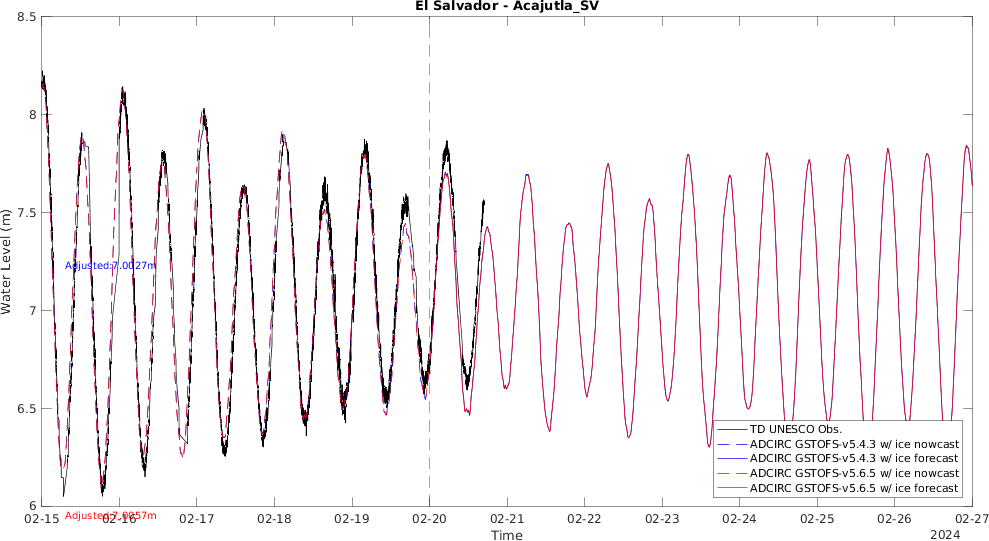 El Salvador - Acajutla_SV
8.5
8
7.5
7
6.5
6
Water Level (m)
Adjusted:7.0027m
Adjusted:7.0057m
TD UNESCO Obs.
ADCIRC GSTOFS-v5.4.3 w/ ice nowcast
ADCIRC GSTOFS-v5.4.3 w/ ice forecast
ADCIRC GSTOFS-v5.6.5 w/ ice nowcast
ADCIRC GSTOFS-v5.6.5 w/ ice forecast
02-15 02-16 02-17 02-18 02-19 02-20 02-21 02-22 02-23 02-24 02-25 02-26 02-27
Time
2024